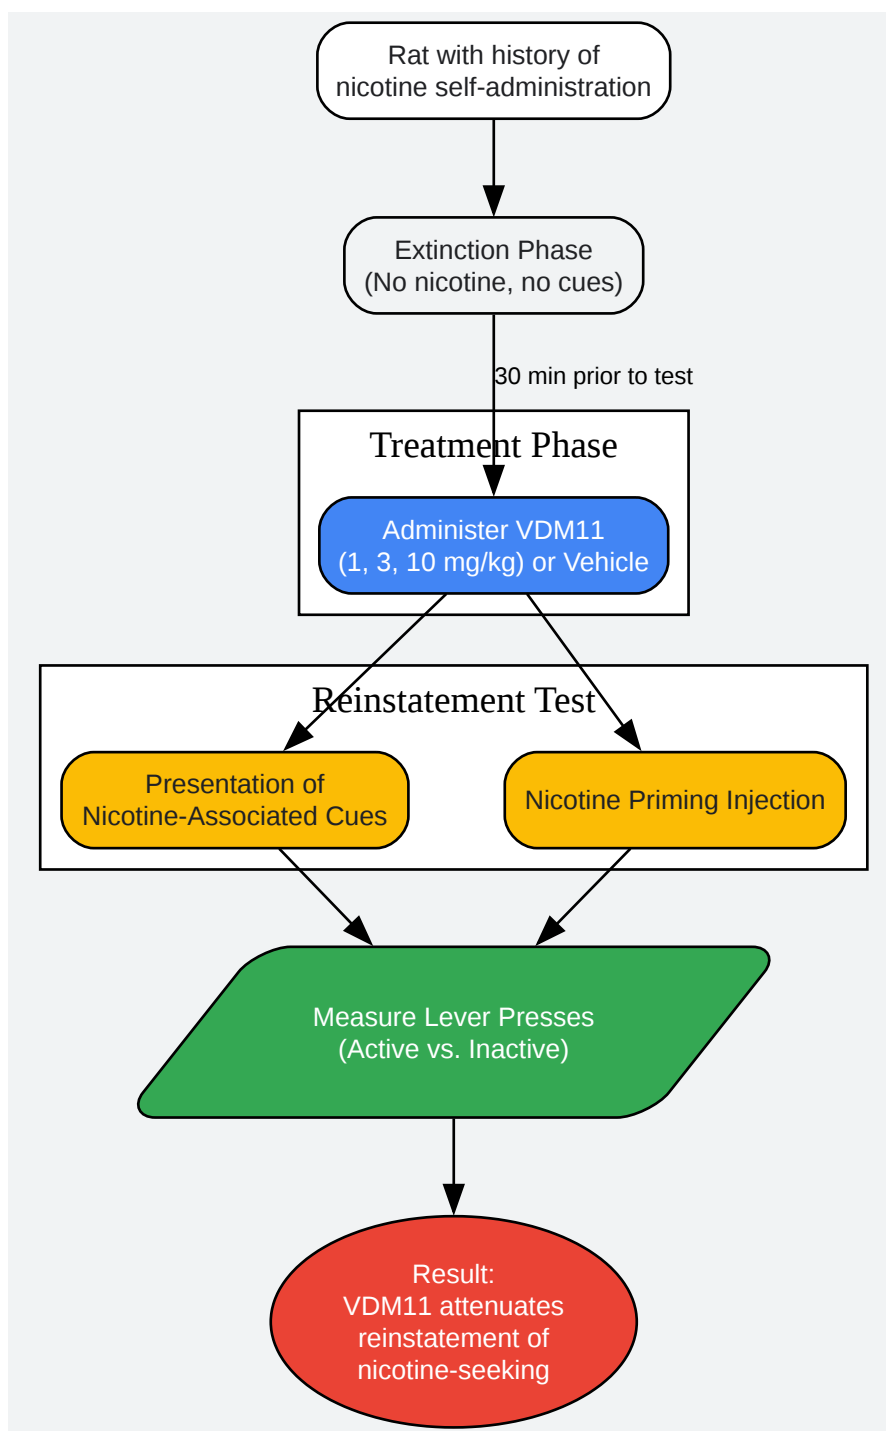 Rat with history of
nicotine self-administration
Extinction Phase
(No nicotine, no cues)
30 min prior to test
Treatment Phase
Administer VDM11
(1, 3, 10 mg/kg) or Vehicle
Reinstatement Test
Presentation of
Nicotine-Associated Cues
Nicotine Priming Injection
Measure Lever Presses
(Active vs. Inactive)
Result:
VDM11 attenuates
reinstatement of
nicotine-seeking